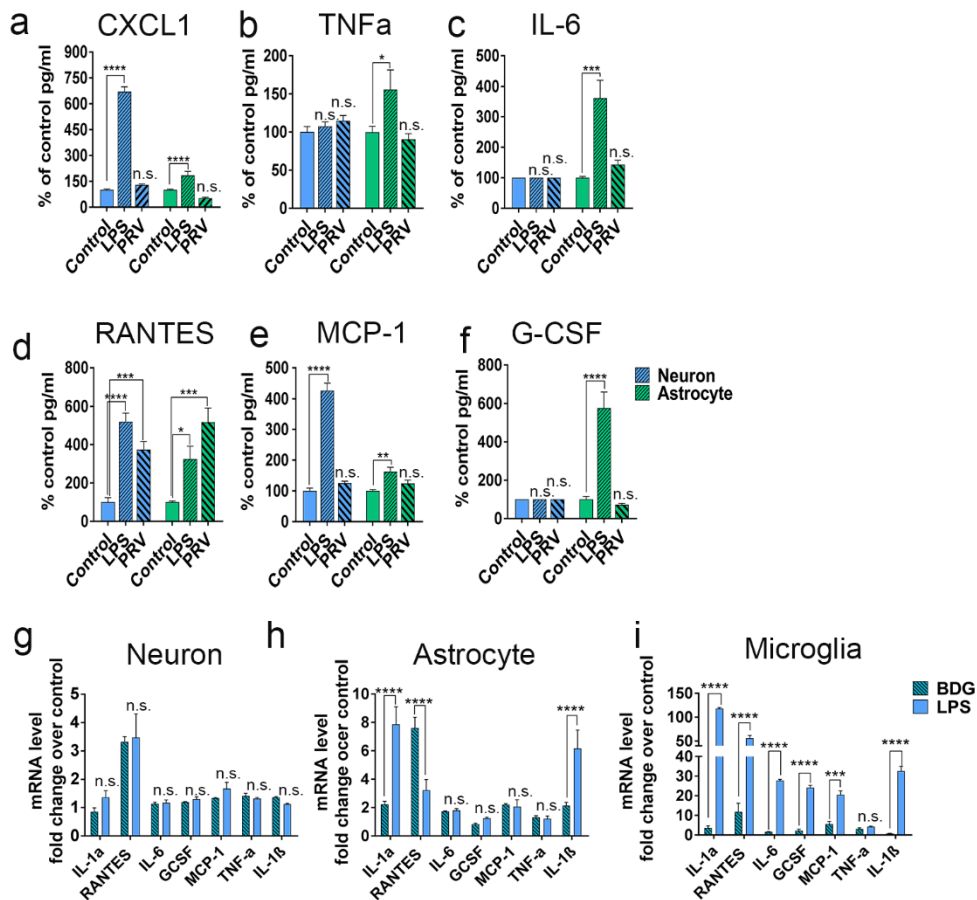 a CXCL1
% of control pg/ml
900
750
600
450
300
150
0
****
n.s.
****
n.s.
Control
LPS
PRV
Control
LPS
PRV
b TNFa
% of control pg/ml
200
150
100
50
0
n.s.
n.s.
*
n.s.
Control
LPS
PRV
Control
LPS
PRV
c IL-6
% of control pg/ml
600
500
400
300
200
100
0
n.s.
n.s.
***
n.s.
Control
LPS
PRV
Control
LPS
PRV
d RANTES
% control pg/ml
800
600
400
200
0
***
****
***
*
Control
LPS
PRV
Control
LPS
PRV
e MCP-1
% control pg/ml
500
400
300
200
100
0
****
n.s.
**
n.s.
Control
LPS
PRV
Control
LPS
PRV
f G-CSF
% control pg/ml
800
600
400
200
100
0
n.s.
n.s.
****
n.s.
Control
LPS
PRV
Control
LPS
PRV
Neuron
Astrocyte
g Neuron
mRNA level
fold change over control
5
4
3
2
1
0
n.s.
n.s.
n.s.
n.s.
n.s.
n.s.
n.s.
IL-1a
RANTES
IL-6
GCSF
MCP-1
TNF-a
IL-1ß
h Astrocyte
mRNA level
fold change ocer control
10
8
6
4
2
0
****
****
n.s.
n.s.
n.s.
n.s.
****
IL-1a
RANTES
IL-6
GCSF
MCP-1
TNF-a
IL-1ß
i Microglia
mRNA level
fold change over control
150
100
50
30
20
10
0
****
****
****
****
***
n.s.
****
IL-1a
RANTES
IL-6
GCSF
MCP-1
TNF-a
IL-1ß
BDG
LPS